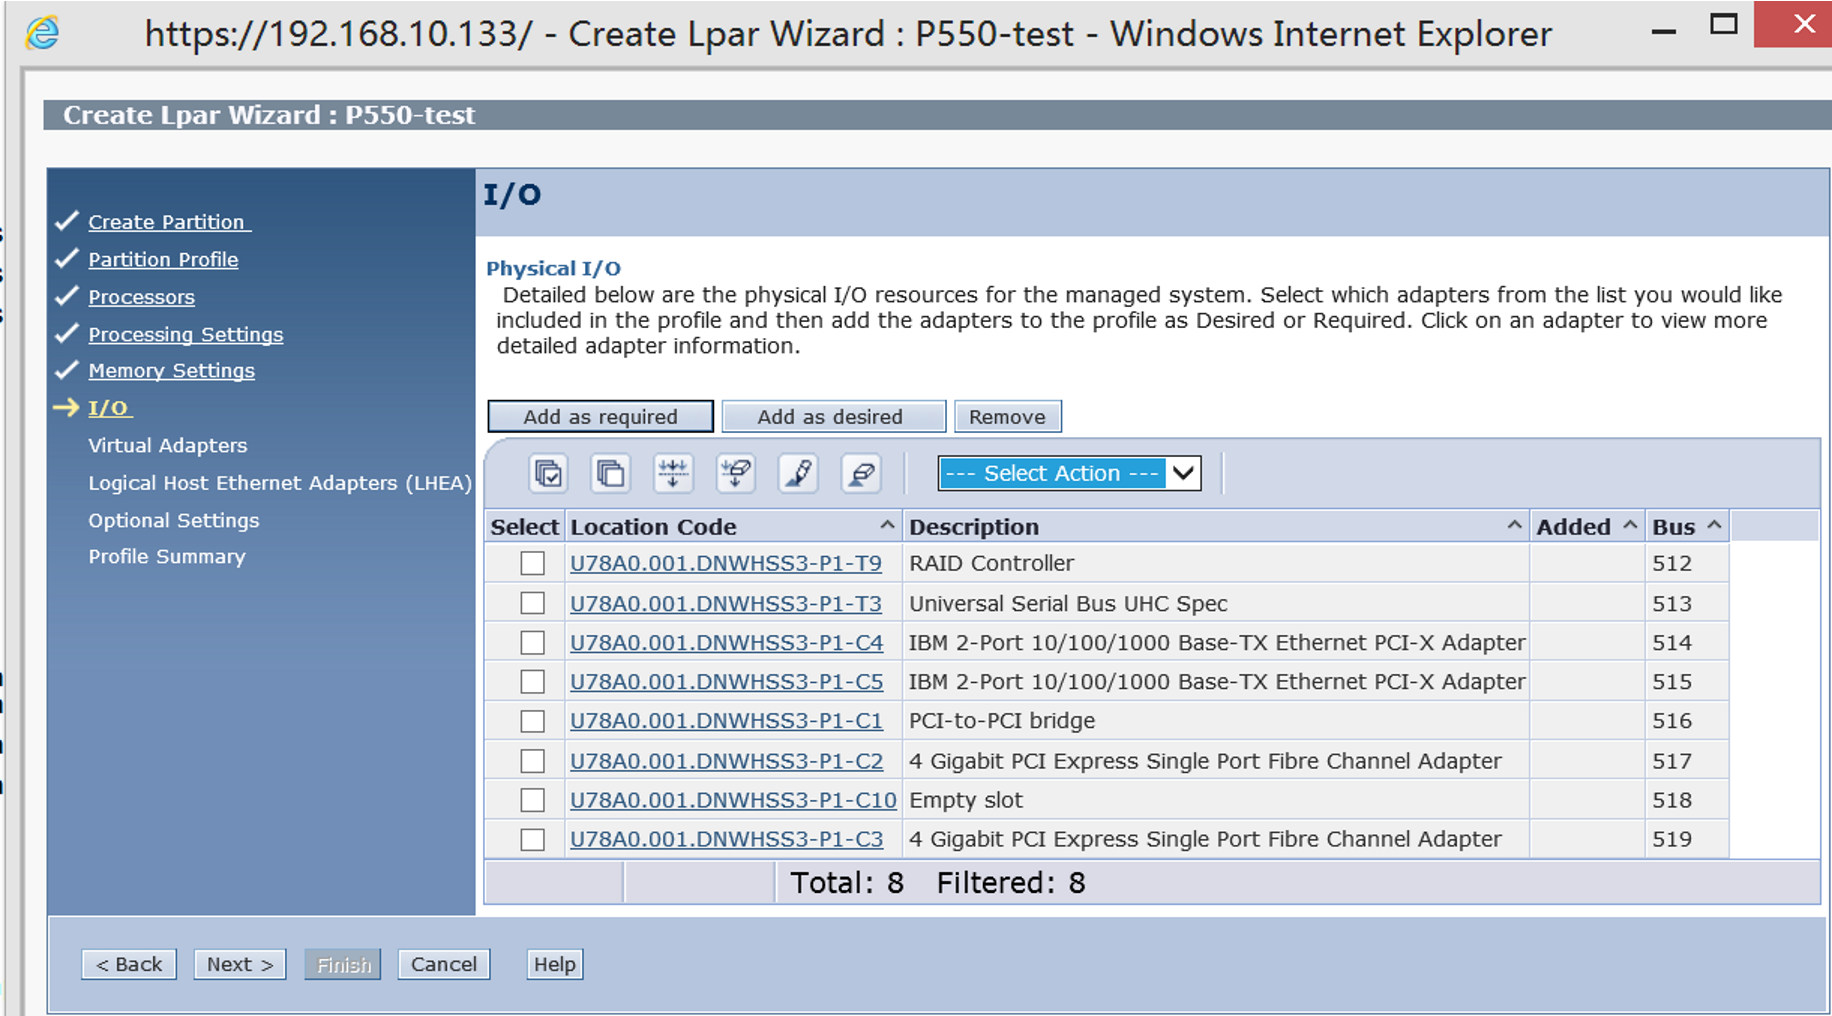 https://192.168.10.133/ - Create Lpar Wizard : P550-test - Windows Internet Explorer
Create Lpar Wizard : P550-test
Create Partition
Partition Profile
Processors
Processing Settings
Memory Settings
I/O
Virtual Adapters
Logical Host Ethernet Adapters (LHEA)
Optional Settings
Profile Summary
I/O
Physical I/O
Detailed below are the physical I/O resources for the managed system. Select which adapters from the list you would like
included in the profile and then add the adapters to the profile as Desired or Required. Click on an adapter to view more
detailed adapter information.
Add as required Add as desired Remove
--- Select Action ---
Select Location Code Description Added Bus
U78A0.001.DNWHSS3-P1-T9 RAID Controller 512
U78A0.001.DNWHSS3-P1-T3 Universal Serial Bus UHC Spec 513
U78A0.001.DNWHSS3-P1-C4 IBM 2-Port 10/100/1000 Base-TX Ethernet PCI-X Adapter 514
U78A0.001.DNWHSS3-P1-C5 IBM 2-Port 10/100/1000 Base-TX Ethernet PCI-X Adapter 515
U78A0.001.DNWHSS3-P1-C1 PCI-to-PCI bridge 516
U78A0.001.DNWHSS3-P1-C2 4 Gigabit PCI Express Single Port Fibre Channel Adapter 517
U78A0.001.DNWHSS3-P1-C10 Empty slot 518
U78A0.001.DNWHSS3-P1-C3 4 Gigabit PCI Express Single Port Fibre Channel Adapter 519
Total: 8 Filtered: 8
< Back Next > Finish Cancel Help